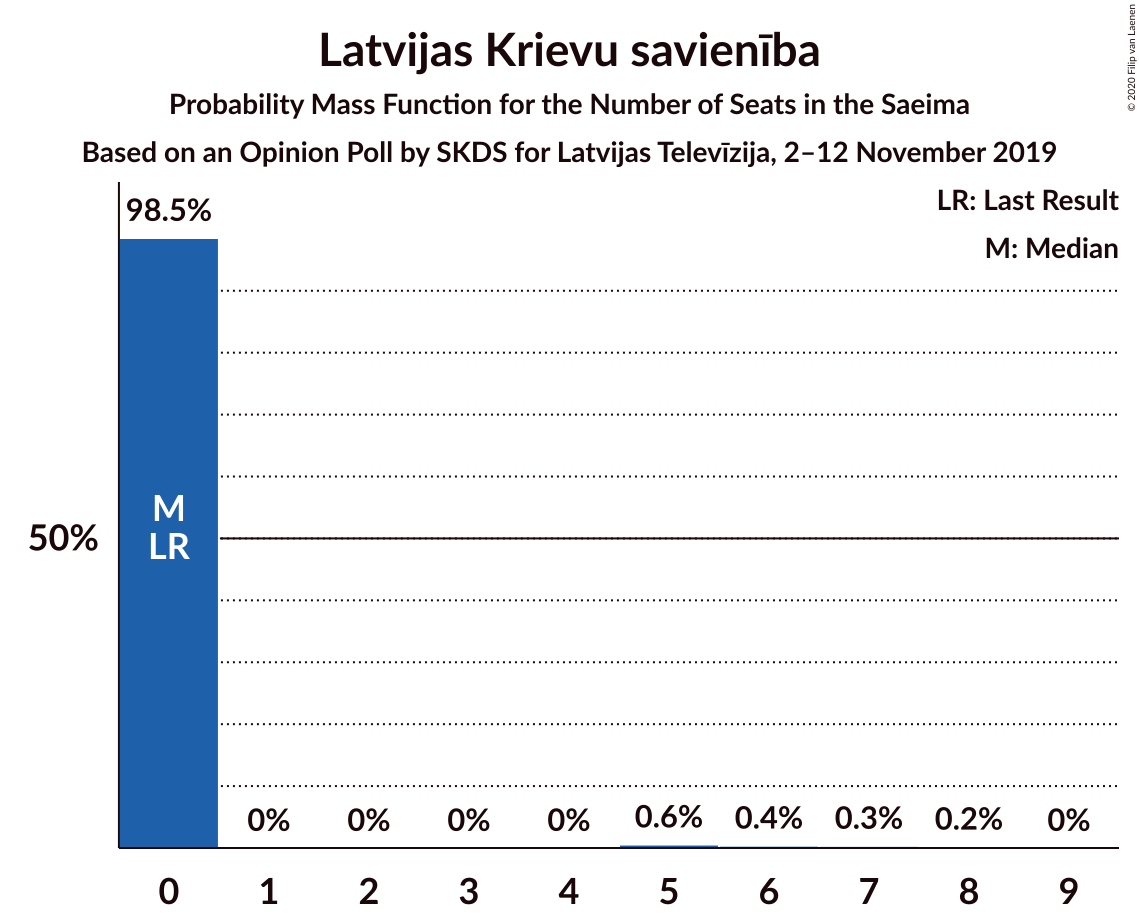 Latvijas Krievu savienība
Probability Mass Function for the Number of Seats in the Saeima
Based on an Opinion Poll by SKDS for Latvijas Televīzija, 2–12 November 2019
© 2020 Filip van Laenen
LR: Last Result
M: Median
98.5%
M
LR
50%
0% 0% 0% 0% 0.6% 0.4% 0.3% 0.2% 0%
0 1 2 3 4 5 6 7 8 9